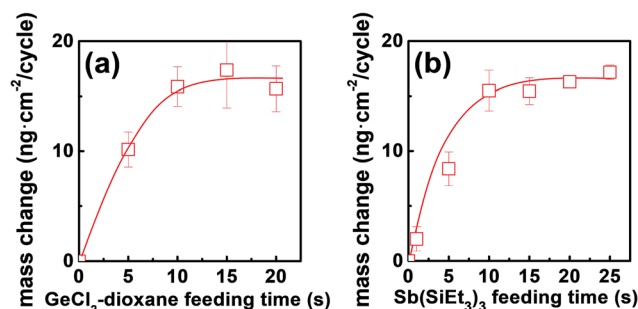 (a)
mass change (ng·cm⁻²/cycle)
20
10
0
0 5 10 15 20
GeCl₂-dioxane feeding time (s)
(b)
mass change (ng·cm⁻²/cycle)
20
10
0
0 5 10 15 20 25
Sb(SiEt₃)₃ feeding time (s)